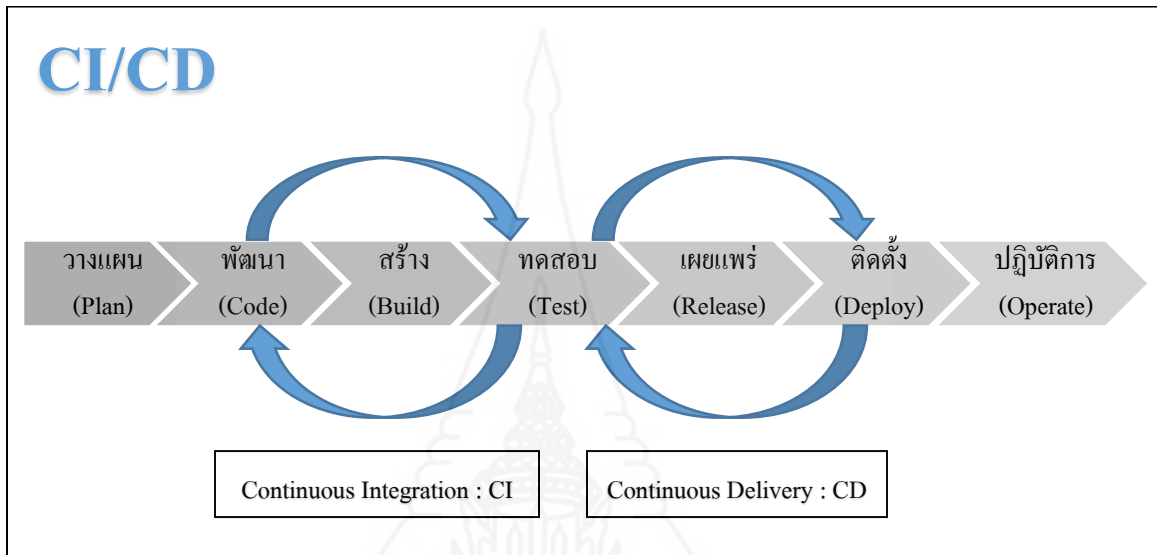 CI/CD
วางแผน
(Plan)
พัฒนา
(Code)
สร้าง
(Build)
ทดสอบ
(Test)
เผยแพร่
(Release)
ติดตั้ง
(Deploy)
ปฏิบัติการ
(Operate)
Continuous Integration : CI
Continuous Delivery : CD